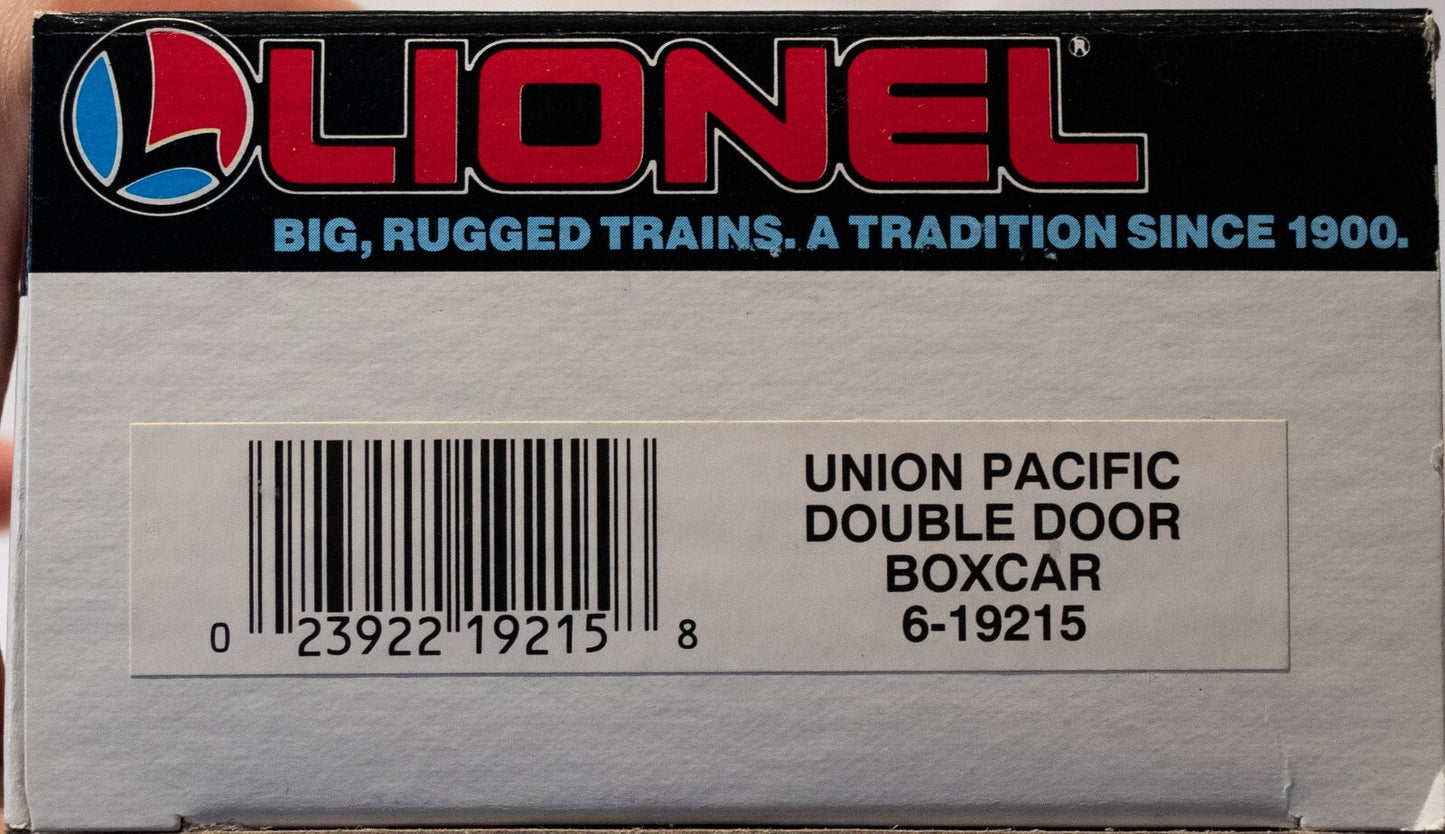 LIONEL®
BIG, RUGGED TRAINS. A TRADITION SINCE 1900.
UNION PACIFIC
DOUBLE DOOR
BOXCAR
6-19215
0 23922 19215 8